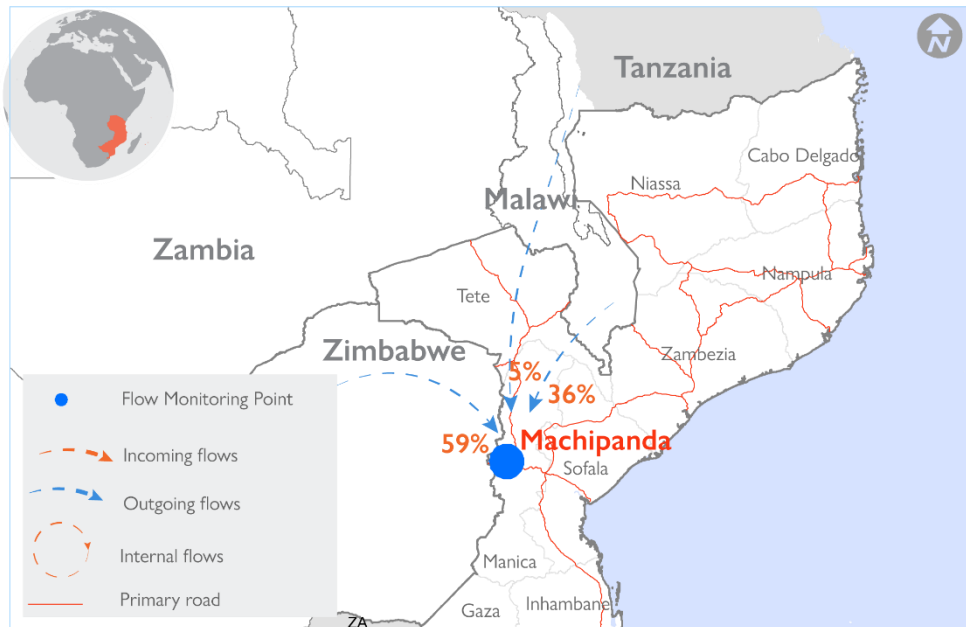 N
Tanzania
Cabo Delgado
Niassa
Malawi
Zambia
Nampula
Tete
Zimbabwe
Zambezia
5%
36%
59%
Machipanda
Sofala
Manica
Gaza
Inhambane
ZA
Flow Monitoring Point
Incoming flows
Outgoing flows
Internal flows
Primary road